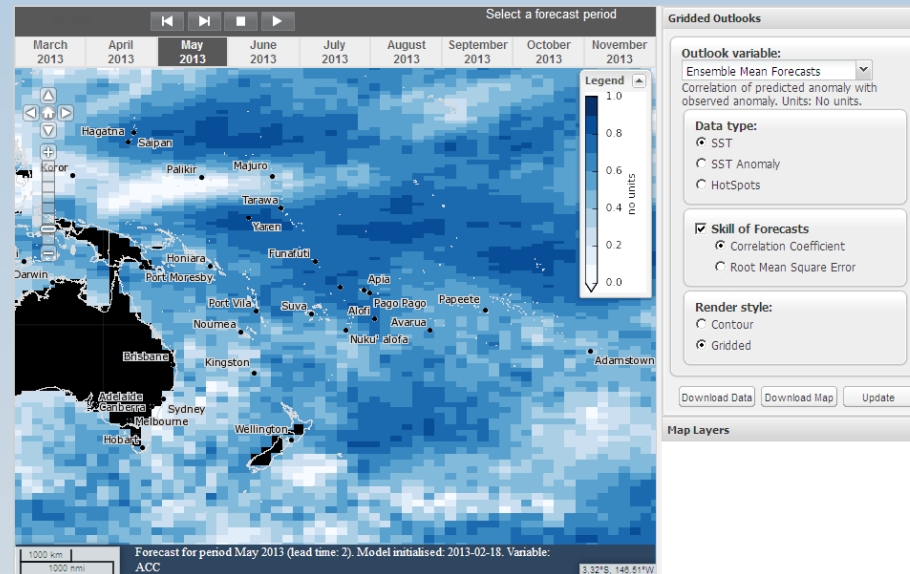 Select a forecast period
March 2013
April 2013
May 2013
June 2013
July 2013
August 2013
September 2013
October 2013
November 2013
Legend
1.0
0.8
0.6
0.4
0.2
0.0
no units
Hagatna
Saipan
Koror
Palikir
Majuro
Tarawa
Yaren
Honiara
Funafuti
Darwin
Port Moresby
Apia
Port Vila
Suva
Pago Pago
Papeete
Alofi
Noumea
Avarua
Nuku`alofa
Brisbane
Kingston
Adamstown
Adelaide
Canberra
Sydney
Melbourne
Wellington
Hobart
1000 km
1000 nmi
Forecast for period May 2013 (lead time: 2). Model initialised: 2013-02-18. Variable:
ACC
3.32°S, 146.51°W
Gridded Outlooks
Outlook variable:
Ensemble Mean Forecasts
Correlation of predicted anomaly with
observed anomaly. Units: No units.
Data type:
SST
SST Anomaly
HotSpots
Skill of Forecasts
Correlation Coefficient
Root Mean Square Error
Render style:
Contour
Gridded
Download Data
Download Map
Update
Map Layers